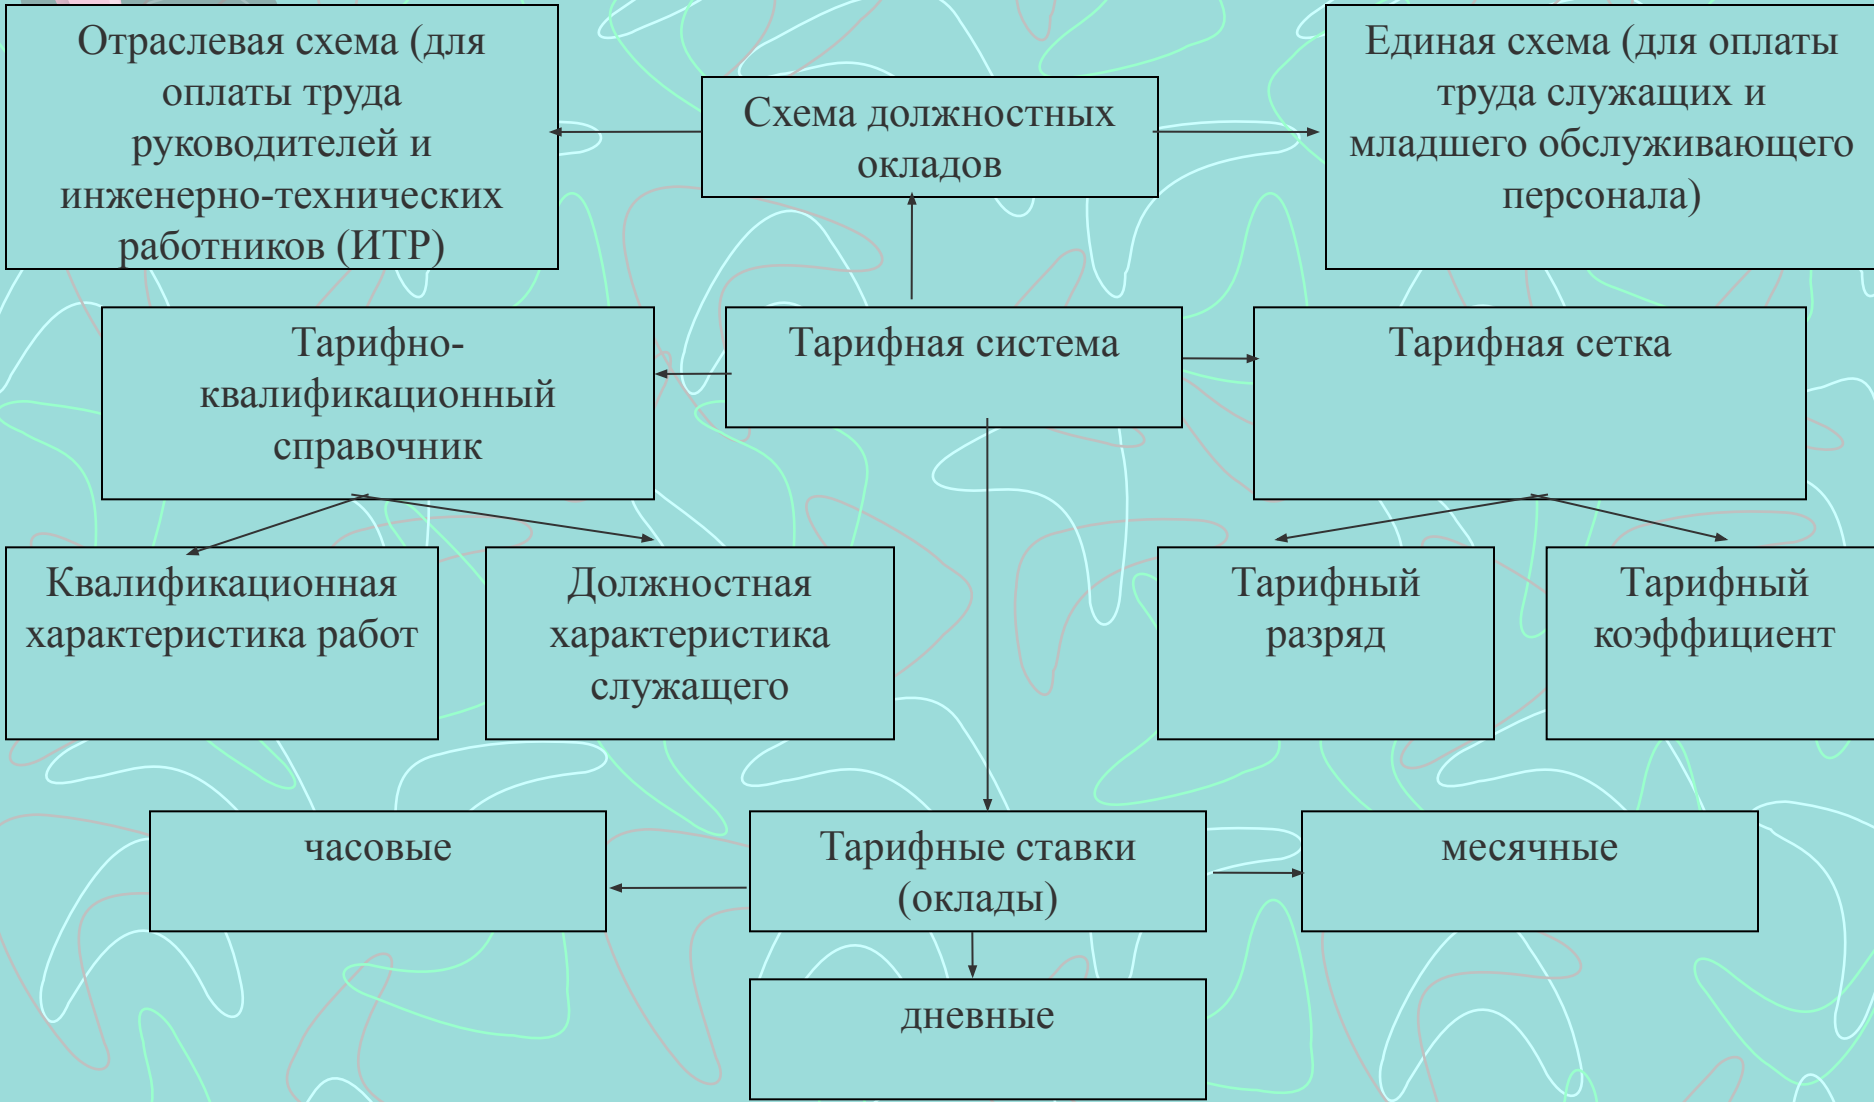 Отраслевая схема (для
оплаты труда
руководителей и
инженерно-технических
работников (ИТР)
Схема должностных
окладов
Единая схема (для оплаты
труда служащих и
младшего обслуживающего
персонала)
Тарифно-
квалификационный
справочник
Тарифная система
Тарифная сетка
Квалификационная
характеристика работ
Должностная
характеристика
служащего
Тарифный
разряд
Тарифный
коэффициент
часовые
Тарифные ставки
(оклады)
месячные
дневные